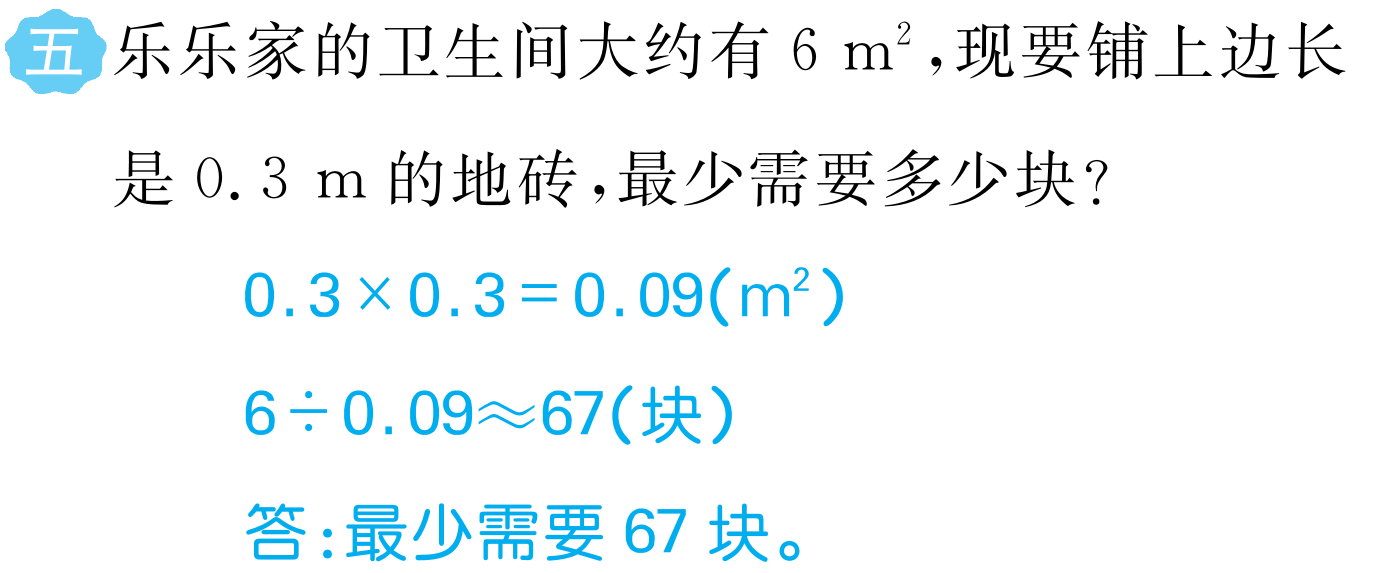 五 乐乐家的卫生间大约有 6 m²,现要铺上边长
是 0.3 m 的地砖,最少需要多少块?
0.3×0.3=0.09(m²)
6÷0.09≈67(块)
答:最少需要 67 块。